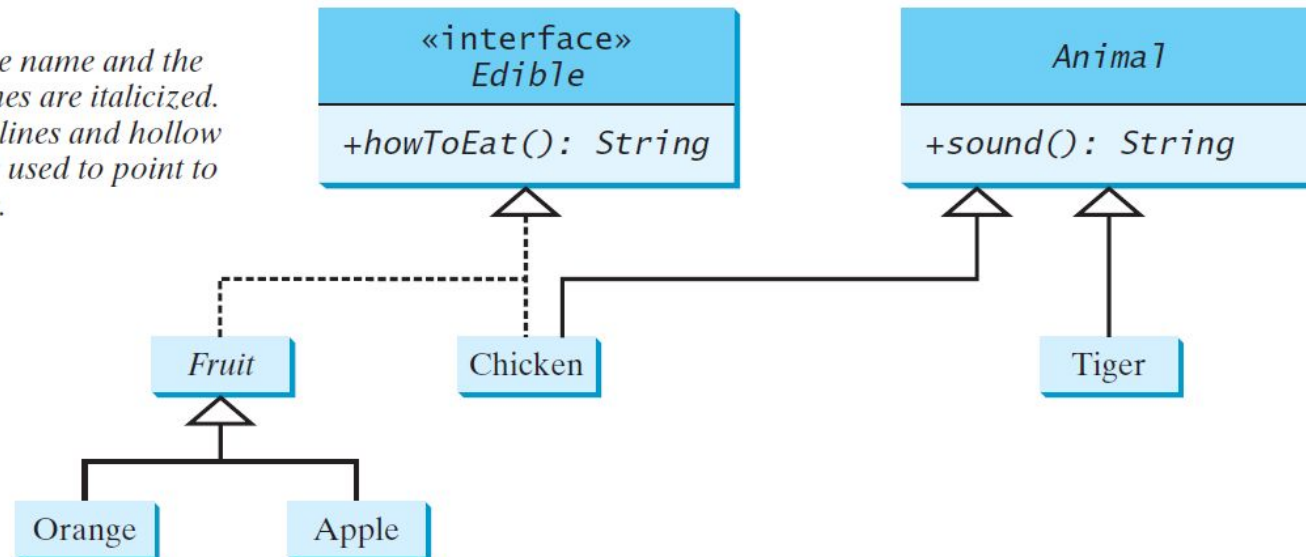 e name and the
nes are italicized.
lines and hollow
used to point to
.
«interface»
Edible
+howToEat(): String
Animal
+sound(): String
Fruit
Chicken
Tiger
Orange
Apple